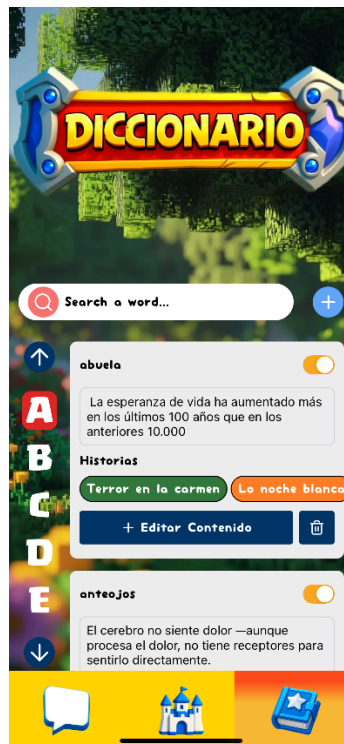 DICCIONARIO
Search a word...
abuela
La esperanza de vida ha aumentado más
en los últimos 100 años que en los
anteriores 10.000
Historias
Terror en la carmen
Lo noche blanca
+ Editar Contenido
A
B
C
D
E
anteojos
El cerebro no siente dolor —aunque
procesa el dolor, no tiene receptores para
sentirlo directamente.